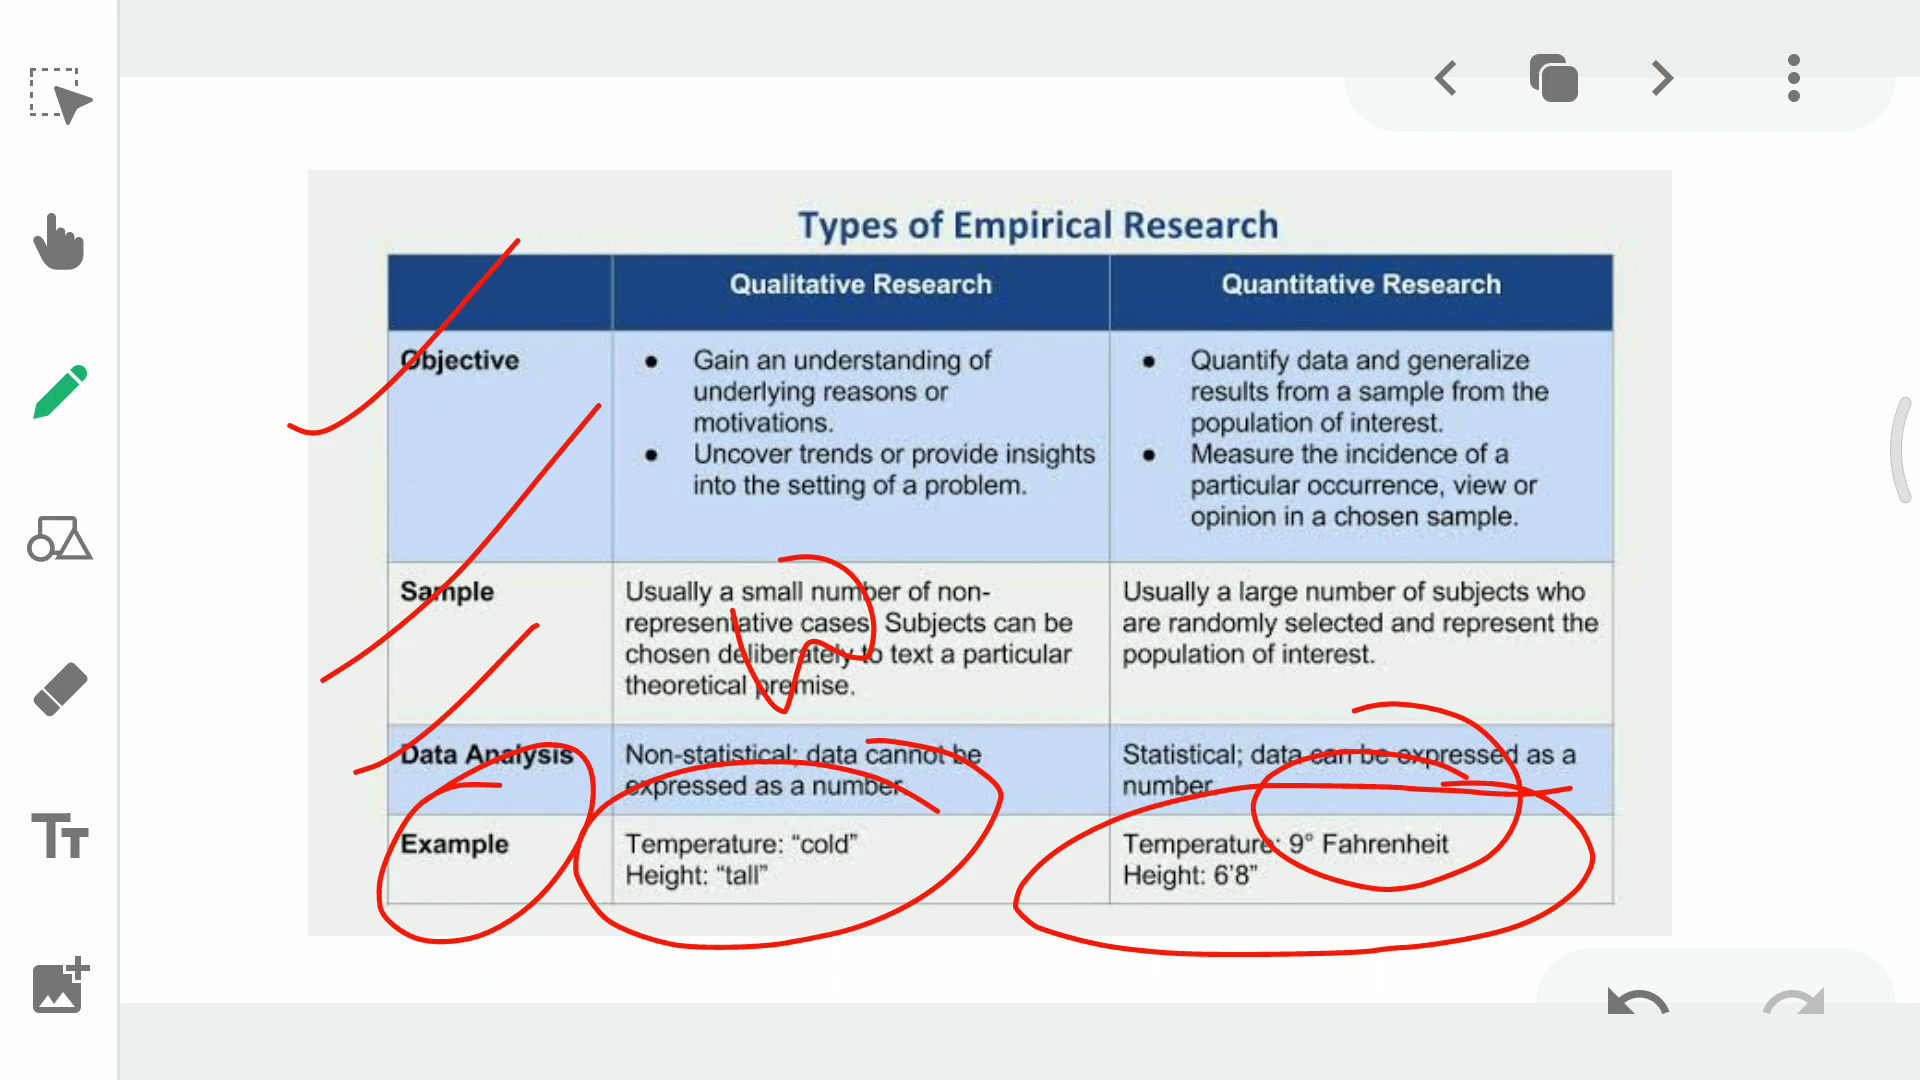 Types of Empirical Research
Qualitative Research
Quantitative Research
Objective
● Gain an understanding of
underlying reasons or
motivations.
● Uncover trends or provide insights
into the setting of a problem.
● Quantify data and generalize
results from a sample from the
population of interest.
● Measure the incidence of a
particular occurrence, view or
opinion in a chosen sample.
Sample
Usually a small number of non-
representative cases. Subjects can be
chosen deliberately to text a particular
theoretical premise.
Usually a large number of subjects who
are randomly selected and represent the
population of interest.
Data Analysis
Non-statistical; data cannot be
expressed as a number.
Statistical; data can be expressed as a
number.
Example
Temperature: “cold”
Height: “tall”
Temperature: 9° Fahrenheit
Height: 6’8”
TT